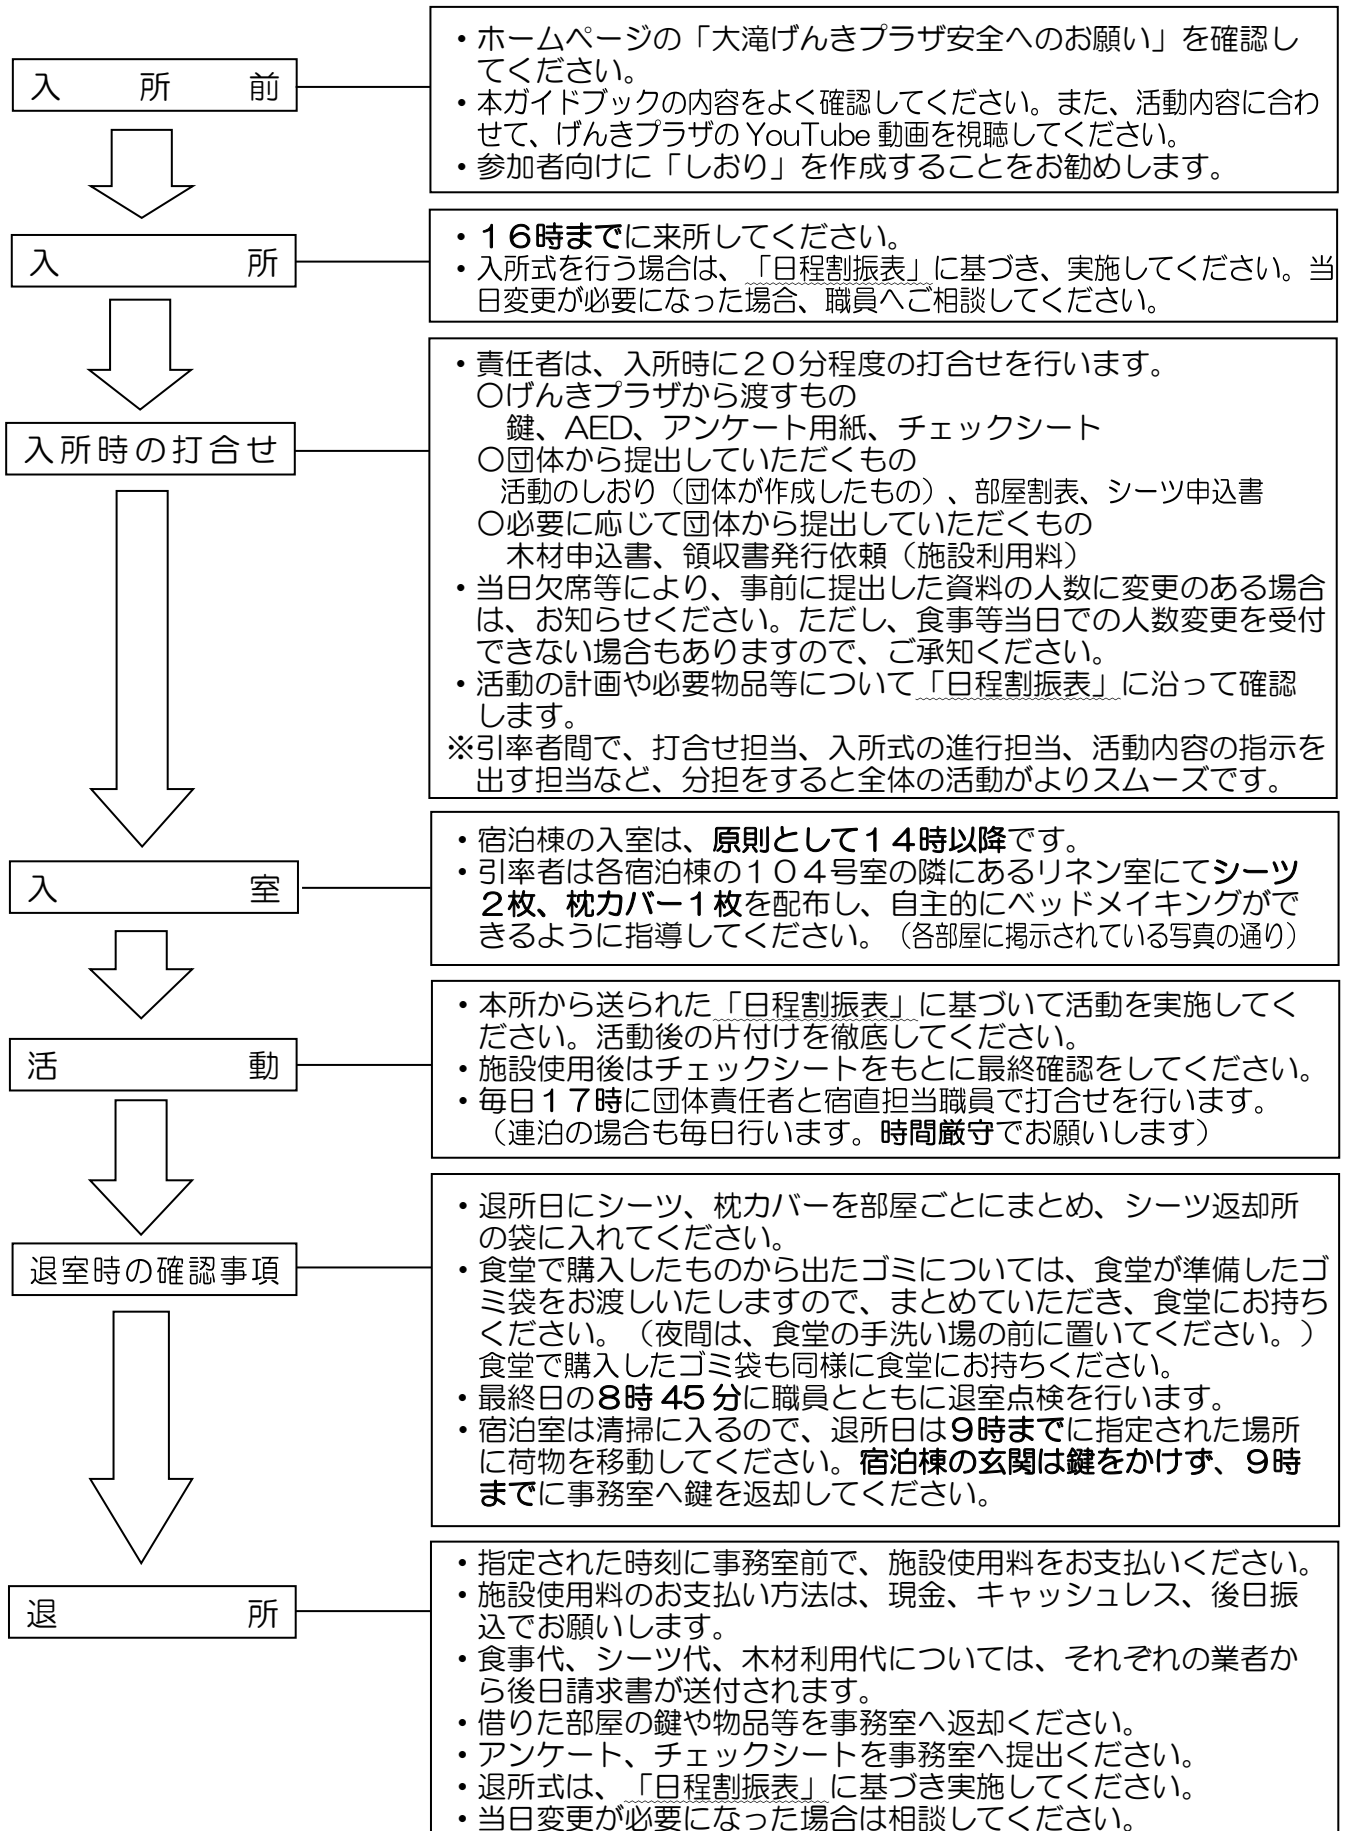 入所前
・ホームページの「大滝げんきプラザ安全へのお願い」を確認し
てください。
・本ガイドブックの内容をよく確認してください。また、活動内容に合わ
せて、げんきプラザの YouTube 動画を視聴してください。
・参加者向けに「しおり」を作成することをお勧めします。
入所
・１６時までに来所してください。
・入所式を行う場合は、「日程割振表」に基づき、実施してください。当
日変更が必要になった場合、職員へご相談してください。
入所時の打合せ
・責任者は、入所時に２０分程度の打合せを行います。
〇げんきプラザから渡すもの
鍵、AED、アンケート用紙、チェックシート
〇団体から提出していただくもの
活動のしおり（団体が作成したもの）、部屋割表、シーツ申込書
〇必要に応じて団体から提出していただくもの
木材申込書、領収書発行依頼（施設利用料）
・当日欠席等により、事前に提出した資料の人数に変更のある場合
は、お知らせください。ただし、食事等当日での人数変更を受付
できない場合もありますので、ご承知ください。
・活動の計画や必要物品等について「日程割振表」に沿って確認
します。
※引率者間で、打合せ担当、入所式の進行担当、活動内容の指示を
出す担当など、分担をすると全体の活動がよりスムーズです。
入室
・宿泊棟の入室は、原則として１４時以降です。
・引率者は各宿泊棟の１０４号室の隣にあるリネン室にてシーツ
２枚、枕カバー１枚を配布し、自主的にベッドメイキングがで
きるように指導してください。（各部屋に掲示されている写真の通り）
活動
・本所から送られた「日程割振表」に基づいて活動を実施してく
ださい。活動後の片付けを徹底してください。
・施設使用後はチェックシートをもとに最終確認をしてください。
・毎日１７時に団体責任者と宿直担当職員で打合せを行います。
（連泊の場合も毎日行います。時間厳守でお願いします）
退室時の確認事項
・退所日にシーツ、枕カバーを部屋ごとにまとめ、シーツ返却所
の袋に入れてください。
・食堂で購入したものから出たゴミについては、食堂が準備したゴ
ミ袋をお渡しいたしますので、まとめていただき、食堂にお持ち
ください。（夜間は、食堂の手洗い場の前に置いてください。）
食堂で購入したゴミ袋も同様に食堂にお持ちください。
・最終日の８時 45 分に職員とともに退室点検を行います。
・宿泊室は清掃に入るので、退所日は９時までに指定された場所
に荷物を移動してください。宿泊棟の玄関は鍵をかけず、９時
までに事務室へ鍵を返却してください。
退所
・指定された時刻に事務室前で、施設使用料をお支払いください。
・施設使用料のお支払い方法は、現金、キャッシュレス、後日振
込でお願いします。
・食事代、シーツ代、木材利用代については、それぞれの業者か
ら後日請求書が送付されます。
・借りた部屋の鍵や物品等を事務室へ返却ください。
・アンケート、チェックシートを事務室へ提出ください。
・退所式は、「日程割振表」に基づき実施してください。
・当日変更が必要になった場合は相談してください。